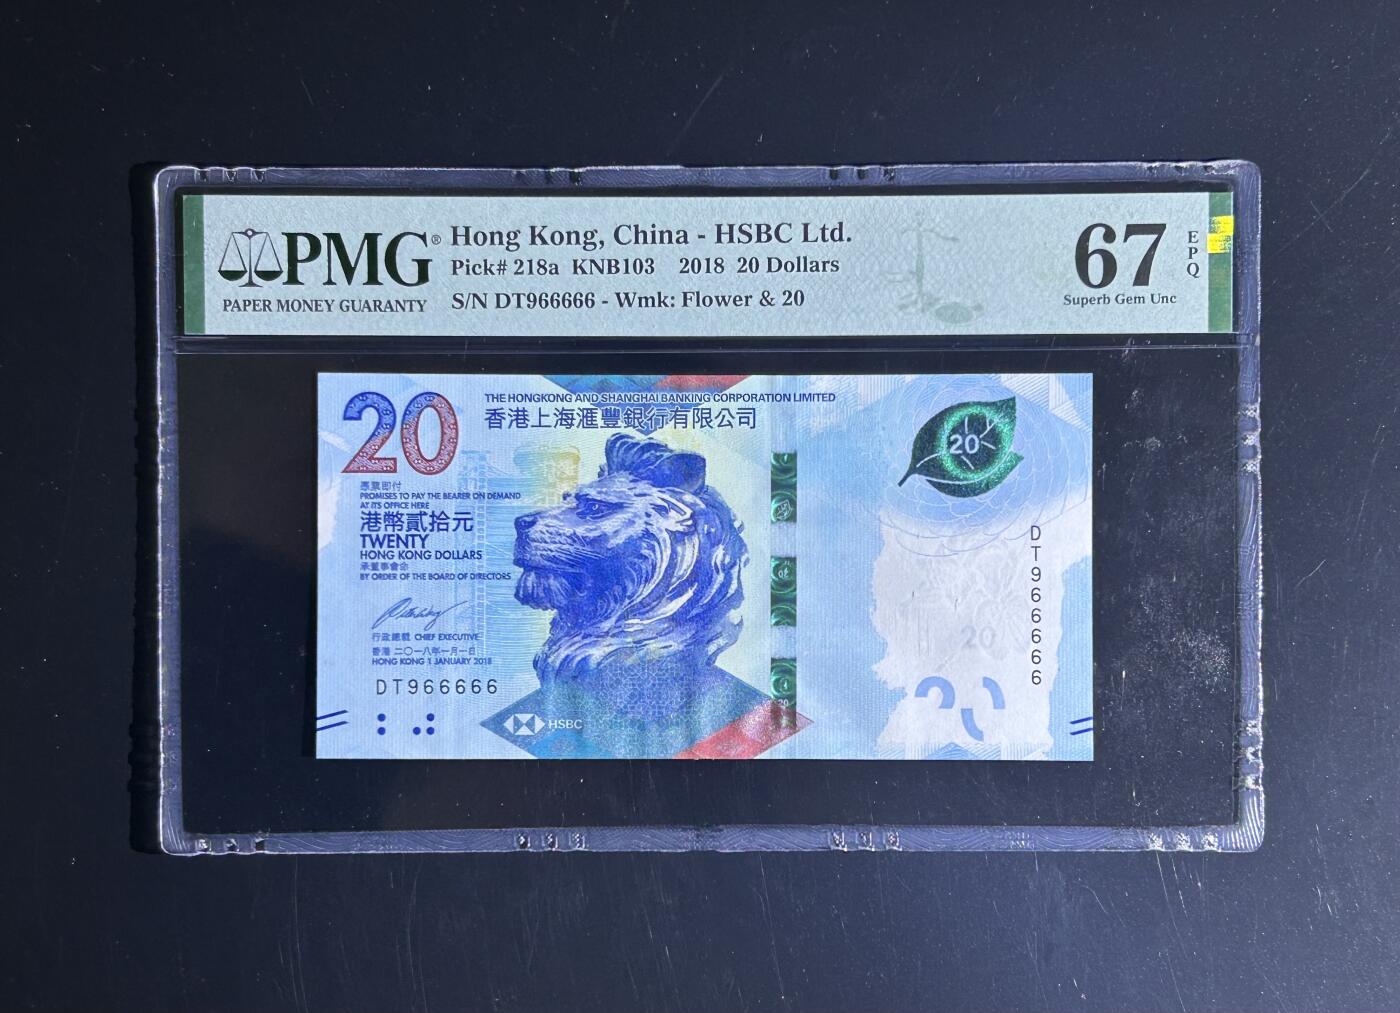 PMG®
PAPER MONEY GUARANTY
Hong Kong, China - HSBC Ltd.
Pick# 218a KNB103 2018 20 Dollars
S/N DT966666 - Wmk: Flower & 20
67
EPQ
Superb Gem Unc
20
THE HONGKONG AND SHANGHAI BANKING CORPORATION LIMITED
香港上海滙豐銀行有限公司
憑票即付
PROMISES TO PAY THE BEARER ON DEMAND
AT ITS OFFICE HERE
港幣貳拾元
TWENTY
HONG KONG DOLLARS
承董事會命
BY ORDER OF THE BOARD OF DIRECTORS
行政總裁 CHIEF EXECUTIVE
香港 二〇一八年一月一日
HONG KONG 1 JANUARY 2018
DT966666
HSBC
20
DT966666
20
20
20